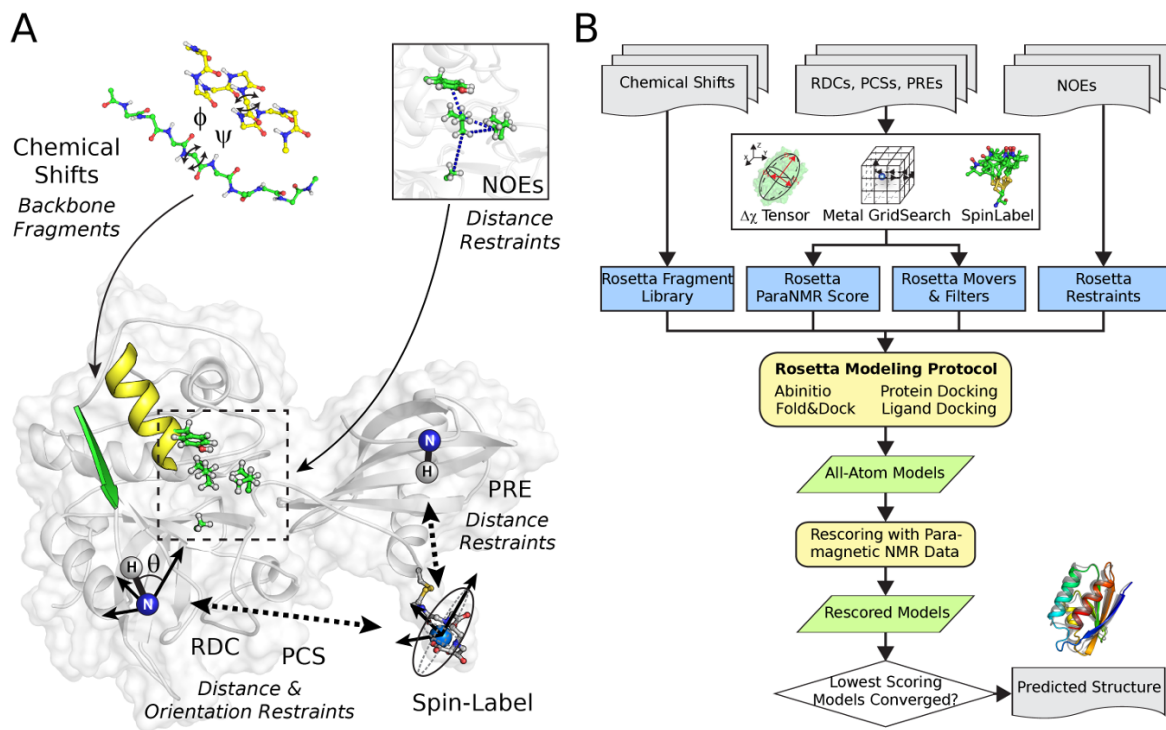 A
ϕ
ψ
Chemical
Shifts
Backbone
Fragments
NOEs
Distance
Restraints
N
H
PRE
Distance
Restraints
H
θ
N
RDC
PCS
Distance &
Orientation Restraints
Spin-Label
B
Chemical Shifts
RDCs, PCSs, PREs
NOEs
X
Z
Y
Δχ Tensor
Metal GridSearch
SpinLabel
Rosetta Fragment
Library
Rosetta
ParaNMR Score
Rosetta Movers
& Filters
Rosetta
Restraints
Rosetta Modeling Protocol
Abinitio Protein Docking
Fold&Dock Ligand Docking
All-Atom Models
Rescoring with Para-
magnetic NMR Data
Rescored Models
Lowest Scoring
Models Converged?
Predicted Structure